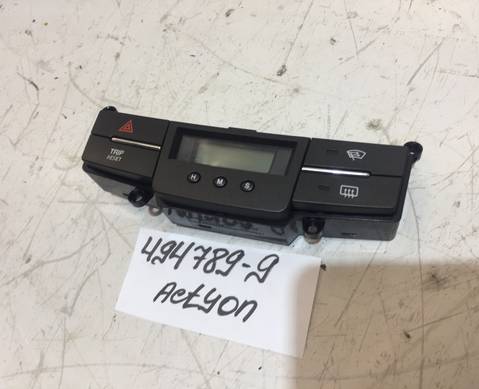 TRIP
RESET
H M S
494789-9
Actyon